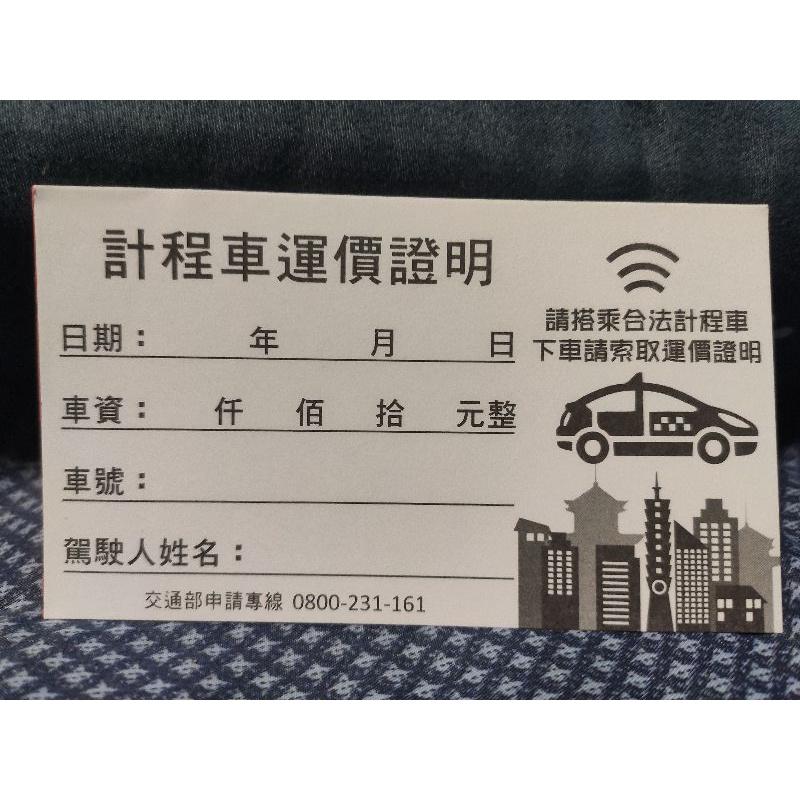 計程車運價證明
日期： 年 月 日
車資： 仟 佰 拾 元整
車號：
駕駛人姓名：
交通部申請專線 0800-231-161
請搭乘合法計程車
下車請索取運價證明